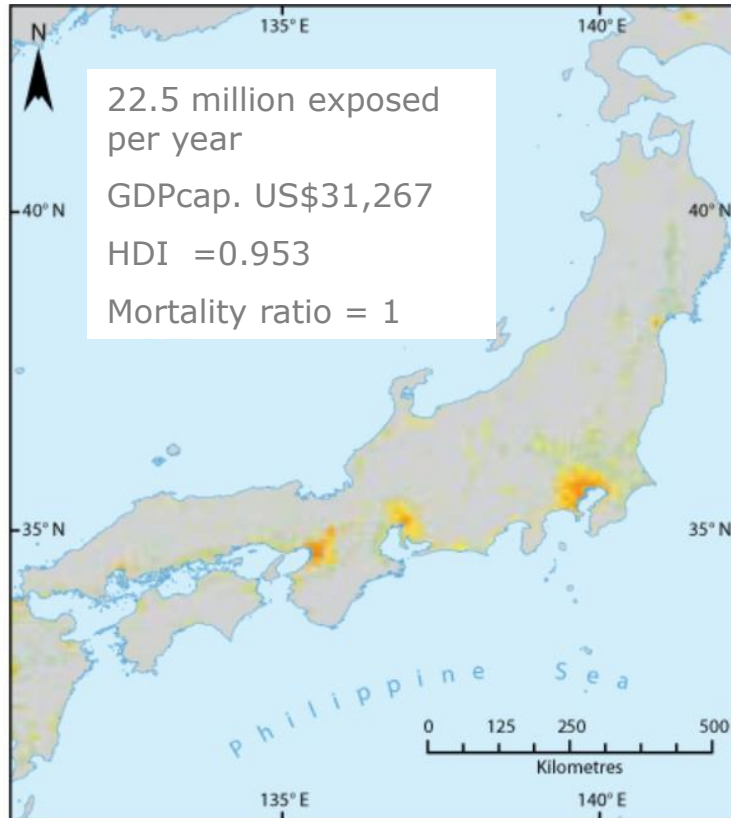 135° E
140° E
N
22.5 million exposed
per year
GDPcap. US$31,267
HDI =0.953
Mortality ratio = 1
40° N
40° N
35° N
35° N
Philippine Sea
0 125 250 500
Kilometres
135° E
140° E